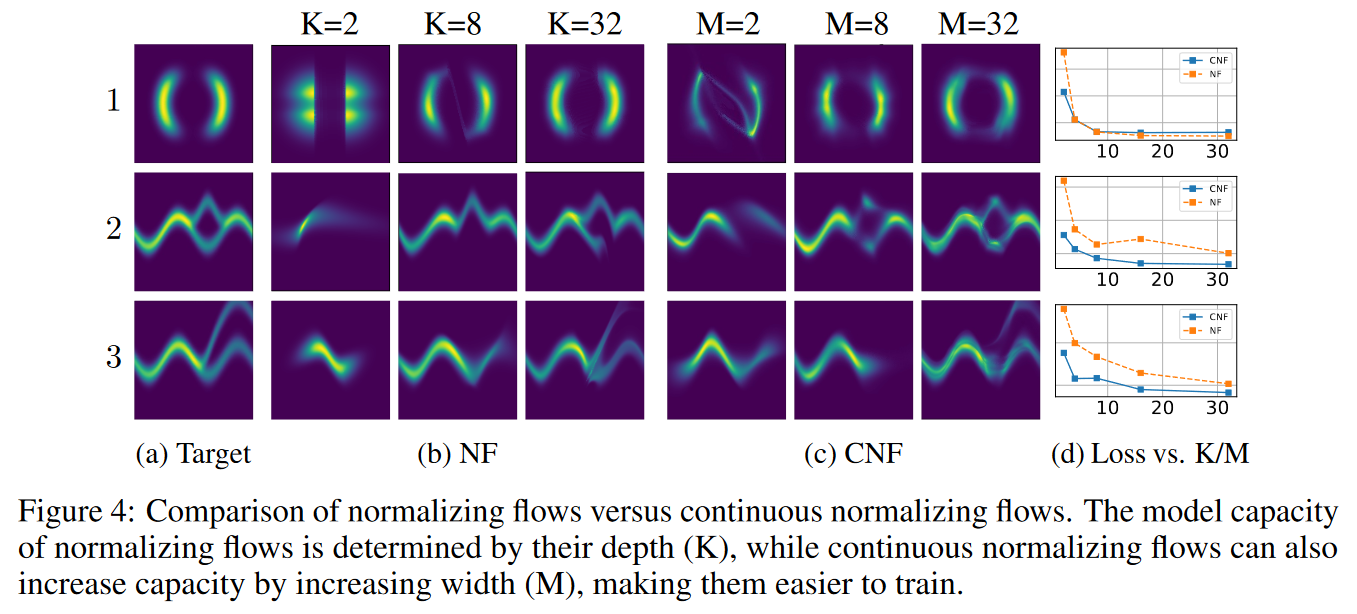 K=2 K=8 K=32 M=2 M=8 M=32
1
CNF
NF
10 20 30
2
CNF
NF
10 20 30
3
CNF
NF
10 20 30
(a) Target (b) NF (c) CNF (d) Loss vs. K/M
Figure 4: Comparison of normalizing flows versus continuous normalizing flows. The model capacity
of normalizing flows is determined by their depth (K), while continuous normalizing flows can also
increase capacity by increasing width (M), making them easier to train.